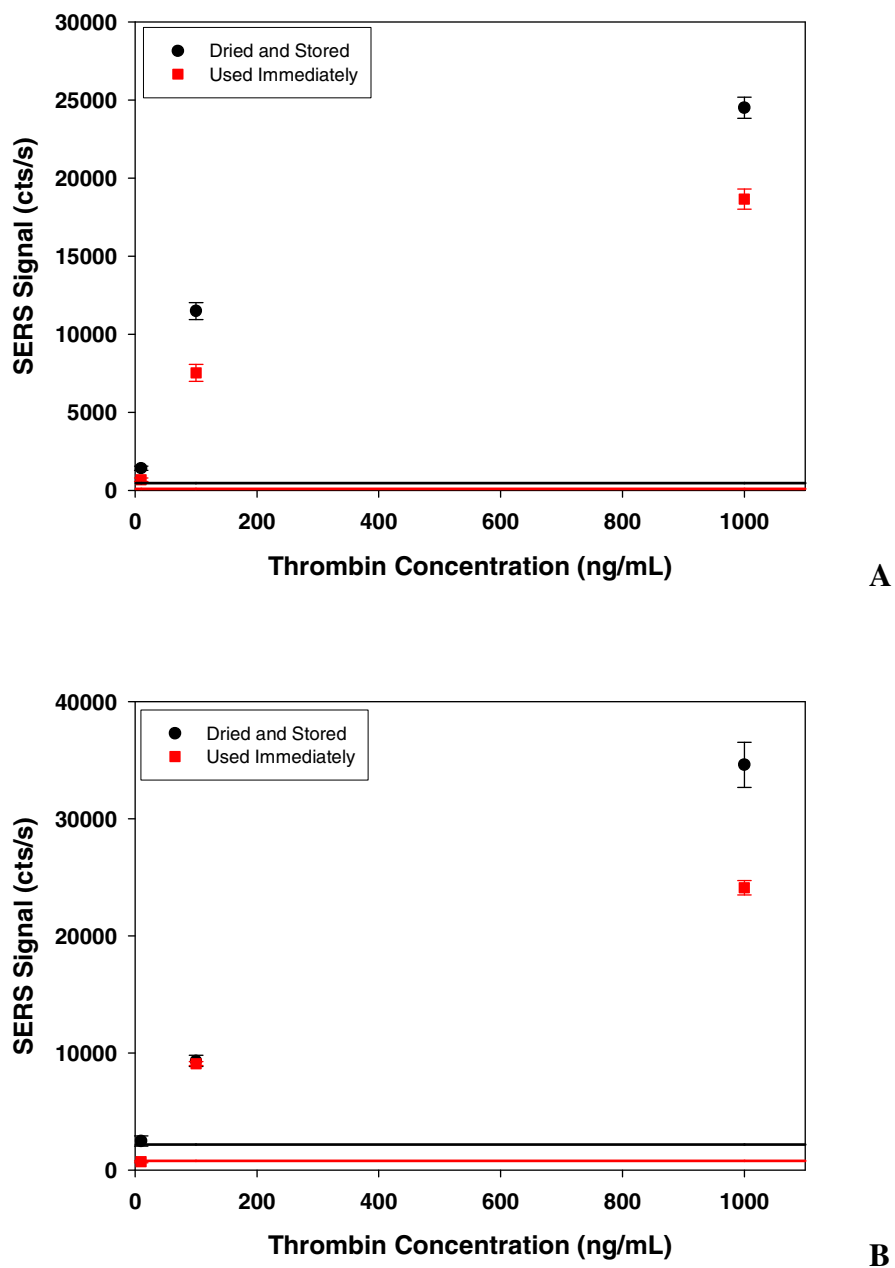 30000
25000
20000
15000
10000
5000
0
SERS Signal (cts/s)
Dried and Stored
Used Immediately
0 200 400 600 800 1000
Thrombin Concentration (ng/mL)
A
40000
30000
20000
10000
0
SERS Signal (cts/s)
Dried and Stored
Used Immediately
0 200 400 600 800 1000
Thrombin Concentration (ng/mL)
B